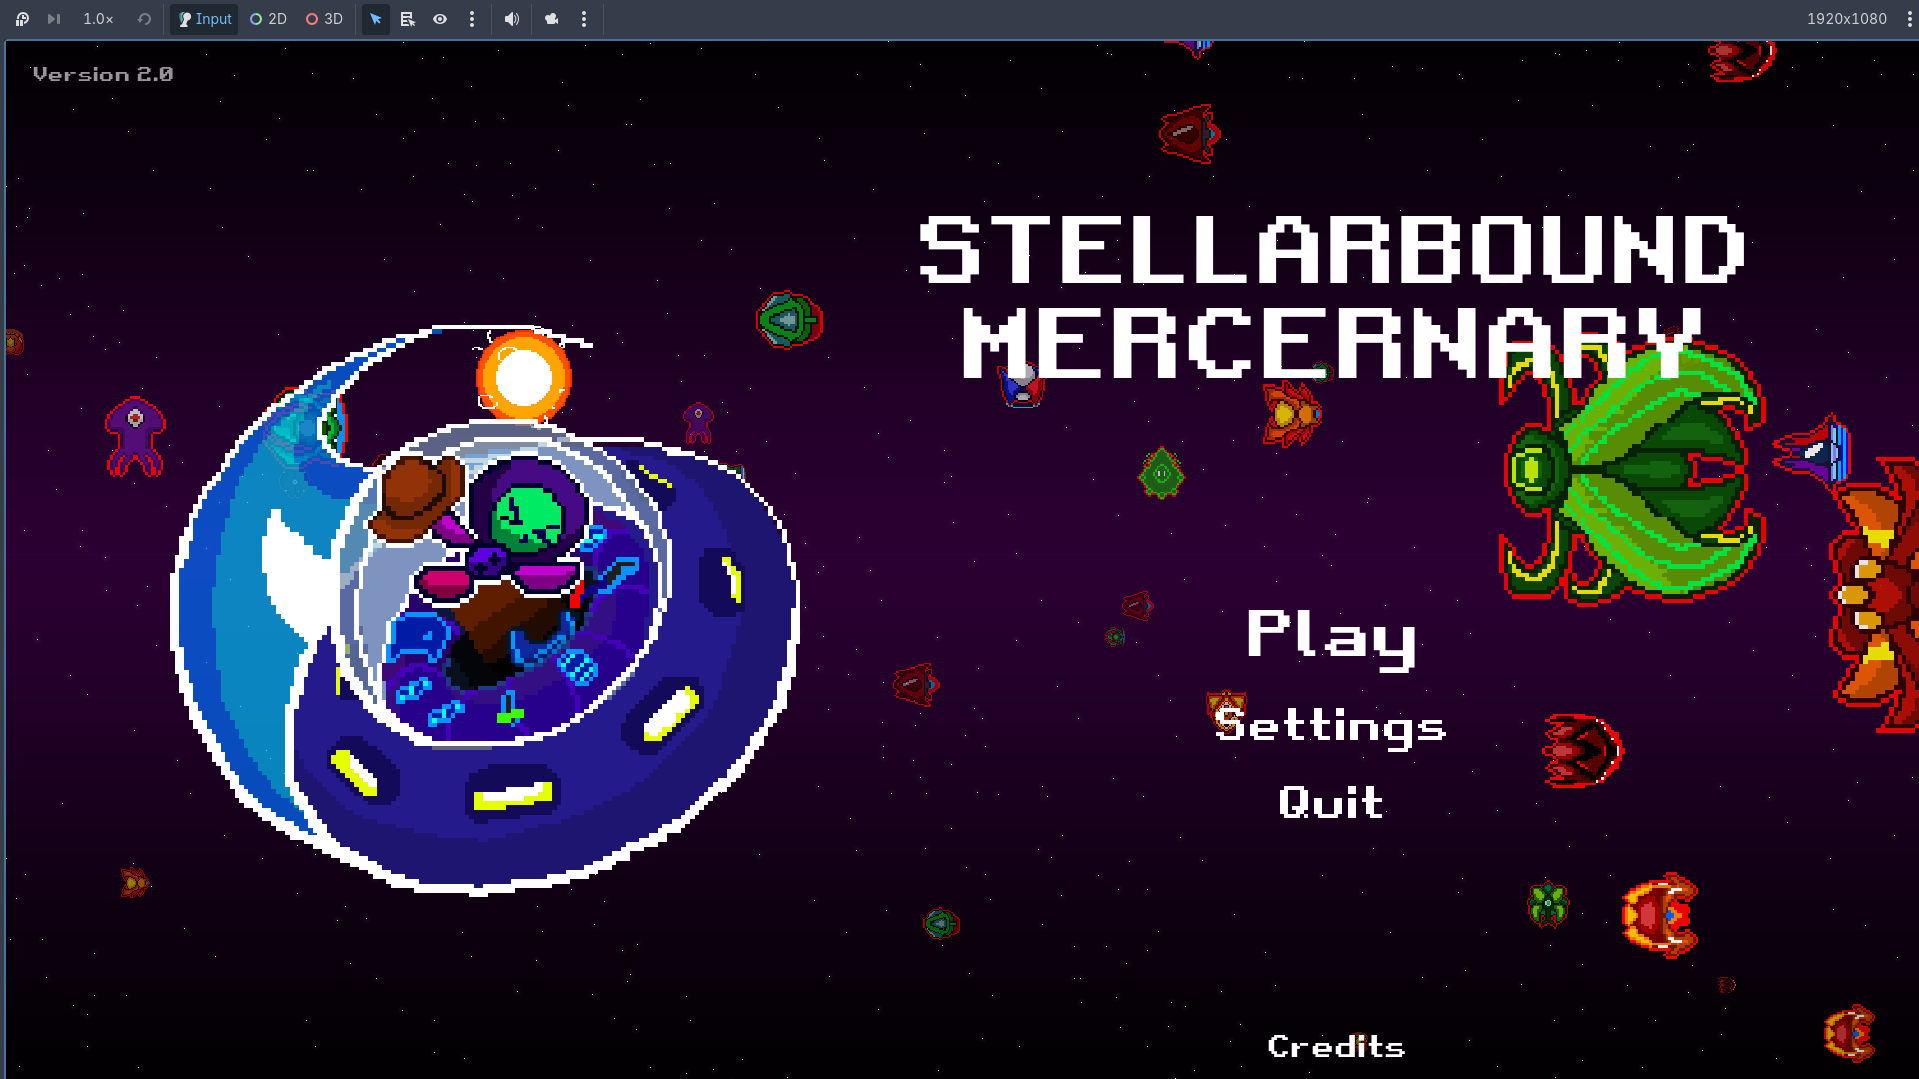 1.0× Input 2D 3D 1920x1080
Version 2.0
STELLARBOUND
MERCERNARY
Play
Settings
Quit
Credits